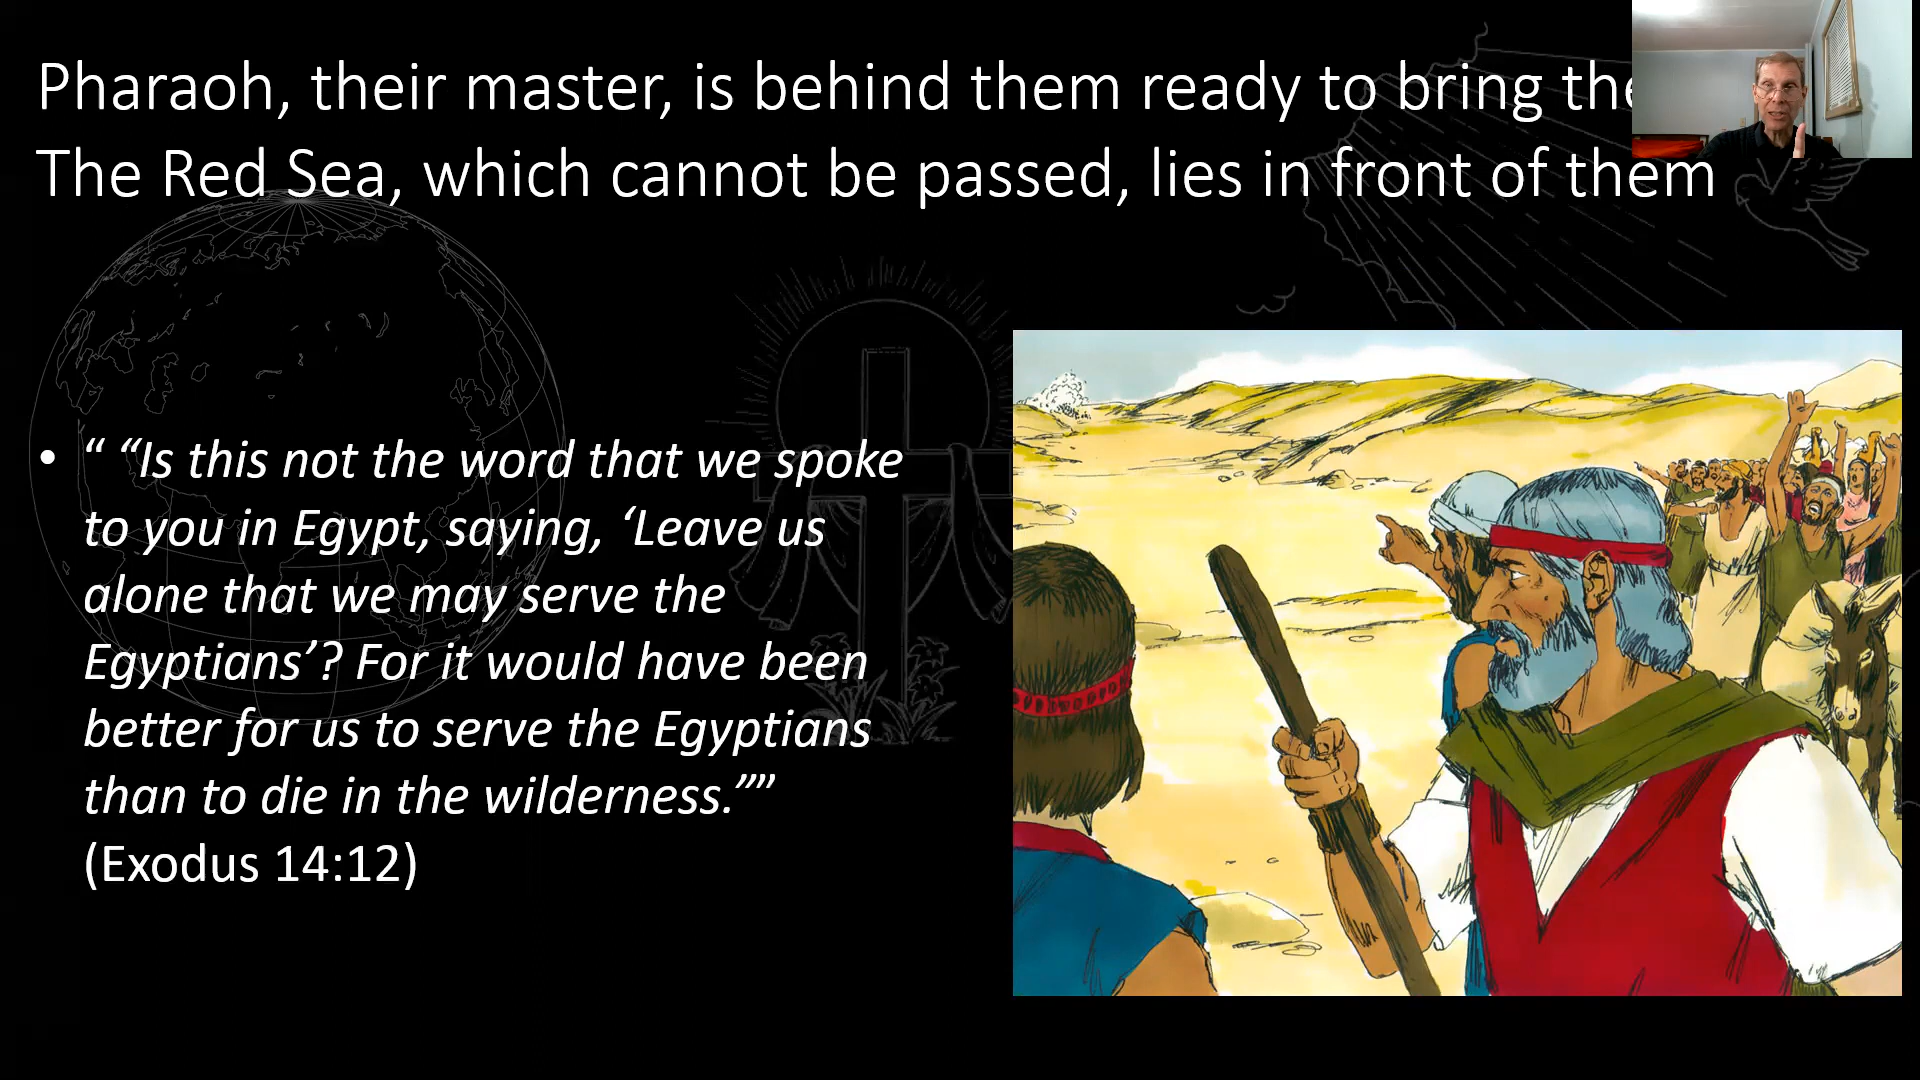 Pharaoh, their master, is behind them ready to bring
The Red Sea, which cannot be passed, lies in front of them
• “ “Is this not the word that we spoke
to you in Egypt, saying, ‘Leave us
alone that we may serve the
Egyptians’? For it would have been
better for us to serve the Egyptians
than to die in the wilderness.””
(Exodus 14:12)